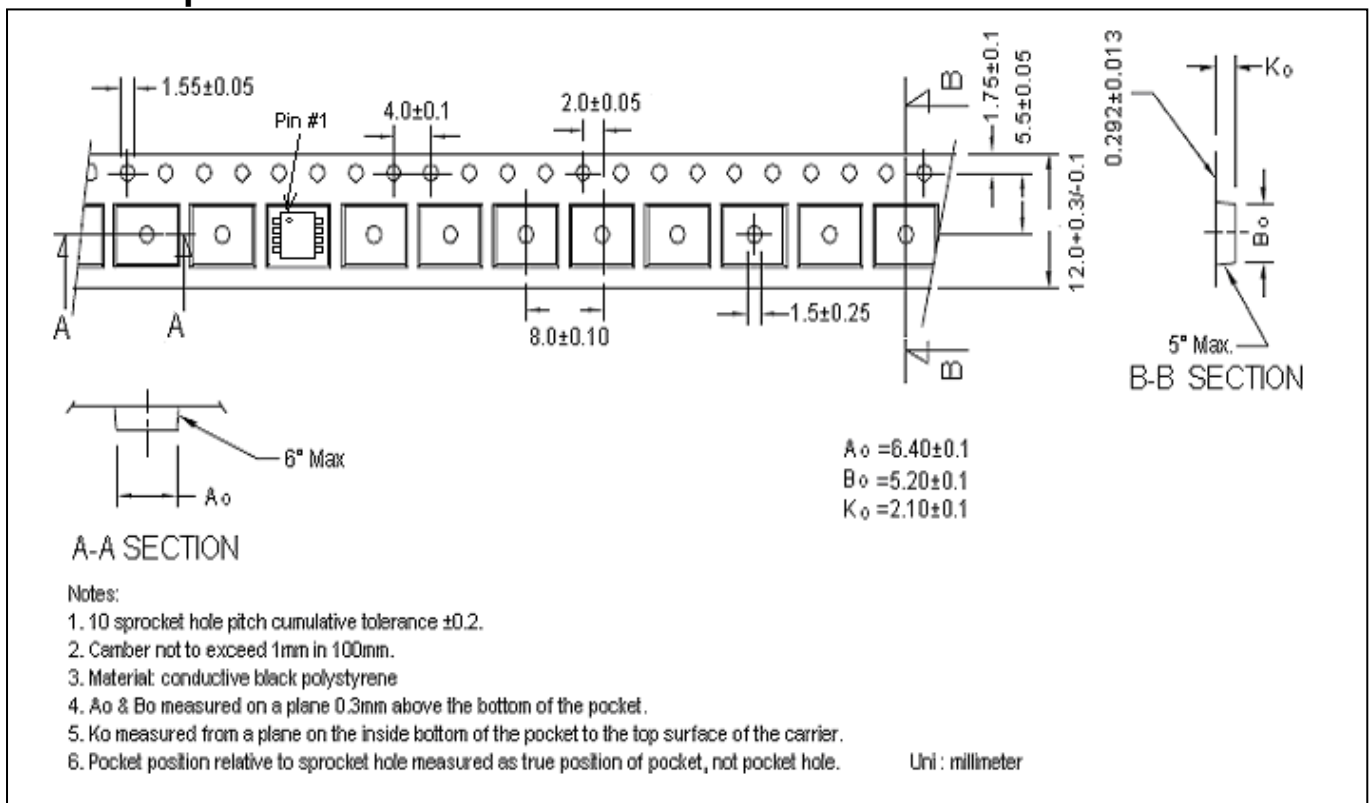 1.55±0.05
Pin #1
4.0±0.1
2.0±0.05
B
1.75±0.1
5.5±0.05
12.0+0.3/-0.1
0.292±0.013
Ko
Bo
5° Max.
B-B SECTION
A
A
8.0±0.10
1.5±0.25
B
6° Max
Ao
A-A SECTION
Ao =6.40±0.1
Bo =5.20±0.1
Ko =2.10±0.1
Notes:
1. 10 sprocket hole pitch cumulative tolerance ±0.2.
2. Camber not to exceed 1mm in 100mm.
3. Material: conductive black polystyrene
4. Ao & Bo measured on a plane 0.3mm above the bottom of the pocket.
5. Ko measured from a plane on the inside bottom of the pocket to the top surface of the carrier.
6. Pocket position relative to sprocket hole measured as true position of pocket, not pocket hole.
Uni : millimeter